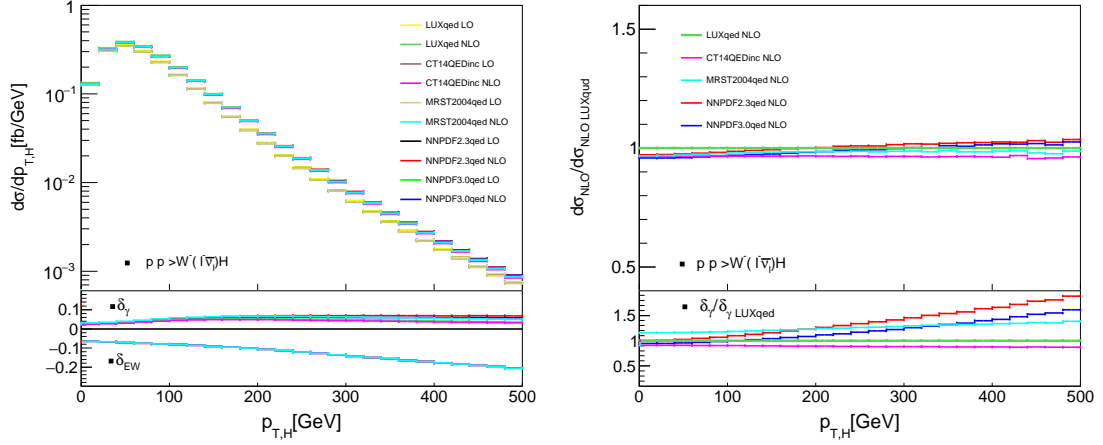 1
10⁻¹
10⁻²
10⁻³
dσ/dp_T,H[fb/GeV]
LUXqed LO
LUXqed NLO
CT14QEDinc LO
CT14QEDinc NLO
MRST2004qed LO
MRST2004qed NLO
NNPDF2.3qed LO
NNPDF2.3qed NLO
NNPDF3.0qed LO
NNPDF3.0qed NLO
p p >W⁻( l⁻ν̄_l)H
0.1
0
−0.1
−0.2
δ_γ
δ_EW
0 100 200 300 400 500
p_T,H[GeV]
1.5
1
0.5
dσ_NLO/dσ_NLO LUXqud
LUXqed NLO
CT14QEDinc NLO
MRST2004qed NLO
NNPDF2.3qed NLO
NNPDF3.0qed NLO
p p >W⁻( l⁻ν̄_l)H
1.5
1
0.5
δ_γ/δ_γ LUXqed
0 100 200 300 400 500
p_T,H[GeV]